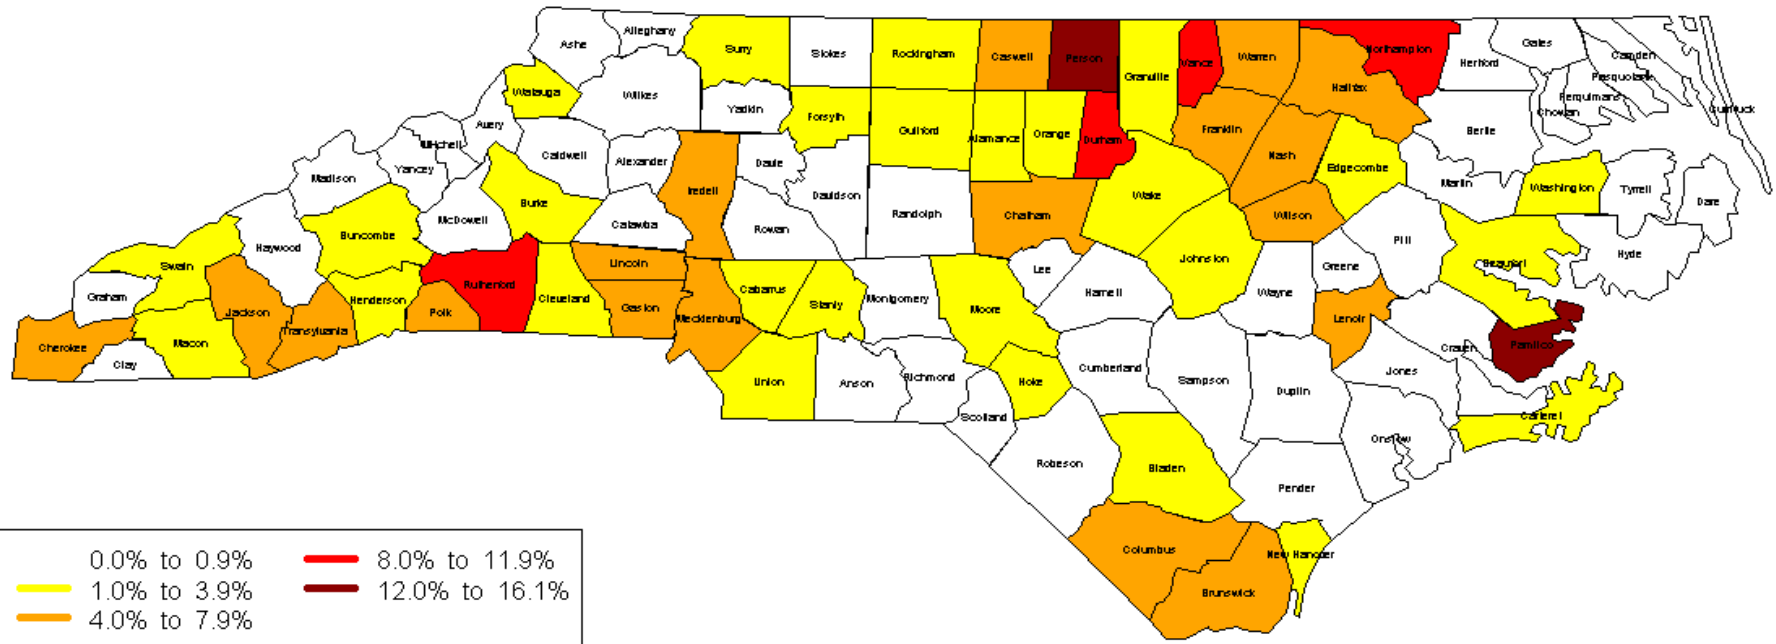 Alleghany
Ashe
Surry
Stokes
Rockingham
Caswell
Person
Granville
Vance
Warren
Northampton
Gates
Hertford
Camden
Pasquotank
Perquimans
Chowan
Currituck
Halifax
Watauga
Wilkes
Yadkin
Forsyth
Guilford
Alamance
Orange
Durham
Franklin
Nash
Bertie
Avery
Mitchell
Yancey
Madison
Caldwell
Alexander
Davie
Iredell
Davidson
Edgecombe
Martin
Washington
Tyrrell
Dare
Burke
McDowell
Buncombe
Haywood
Catawba
Rowan
Randolph
Chatham
Wake
Wilson
Pitt
Hyde
Swain
Graham
Rutherford
Lincoln
Lee
Johnston
Greene
Beaufort
Henderson
Polk
Cleveland
Gaston
Cabarrus
Stanly
Montgomery
Moore
Harnett
Wayne
Jackson
Transylvania
Macon
Cherokee
Clay
Mecklenburg
Lenoir
Craven
Pamlico
Union
Anson
Richmond
Hoke
Cumberland
Sampson
Duplin
Jones
Scotland
Carteret
Onslow
Robeson
Bladen
Pender
Columbus
New Hanover
Brunswick
0.0% to 0.9%
1.0% to 3.9%
4.0% to 7.9%
8.0% to 11.9%
12.0% to 16.1%